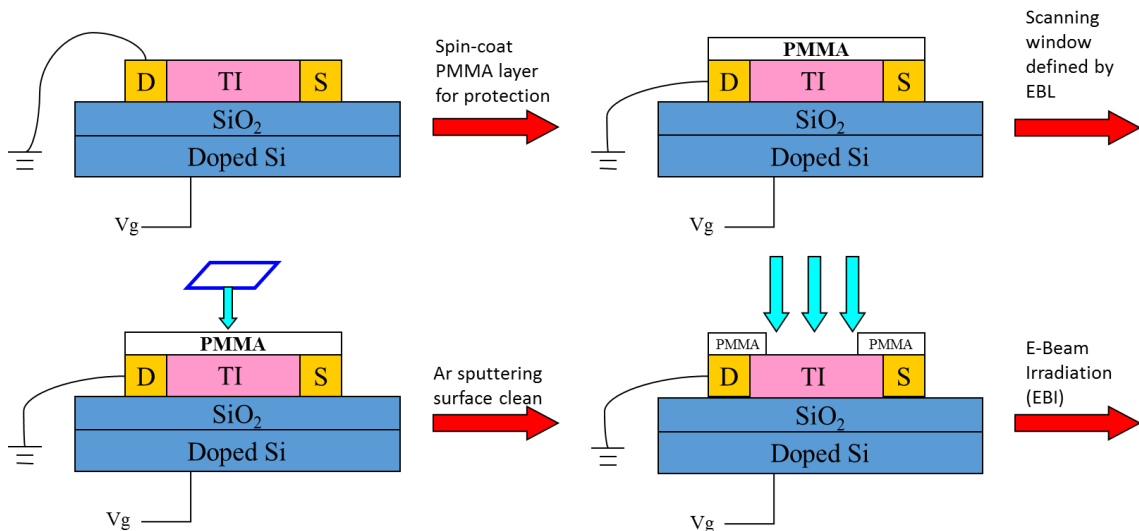 D TI S
SiO₂
Doped Si
Vg
Spin-coat
PMMA layer
for protection
PMMA
D TI S
SiO₂
Doped Si
Vg
Scanning
window
defined by
EBL
PMMA
D TI S
SiO₂
Doped Si
Vg
Ar sputtering
surface clean
PMMA PMMA
D TI S
SiO₂
Doped Si
Vg
E-Beam
Irradiation
(EBI)